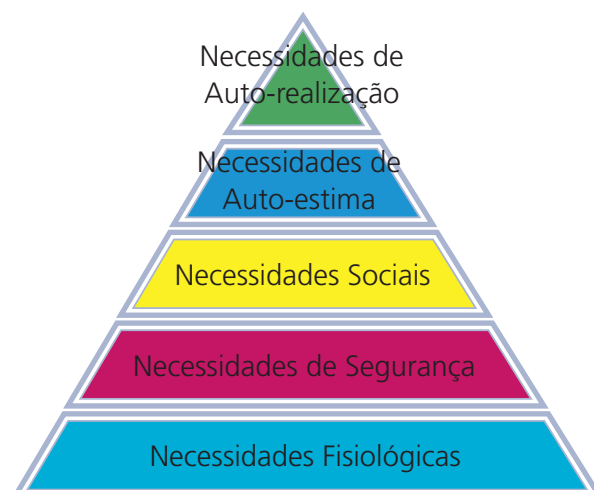 Necessidades de
Auto-realização
Necessidades de
Auto-estima
Necessidades Sociais
Necessidades de Segurança
Necessidades Fisiológicas